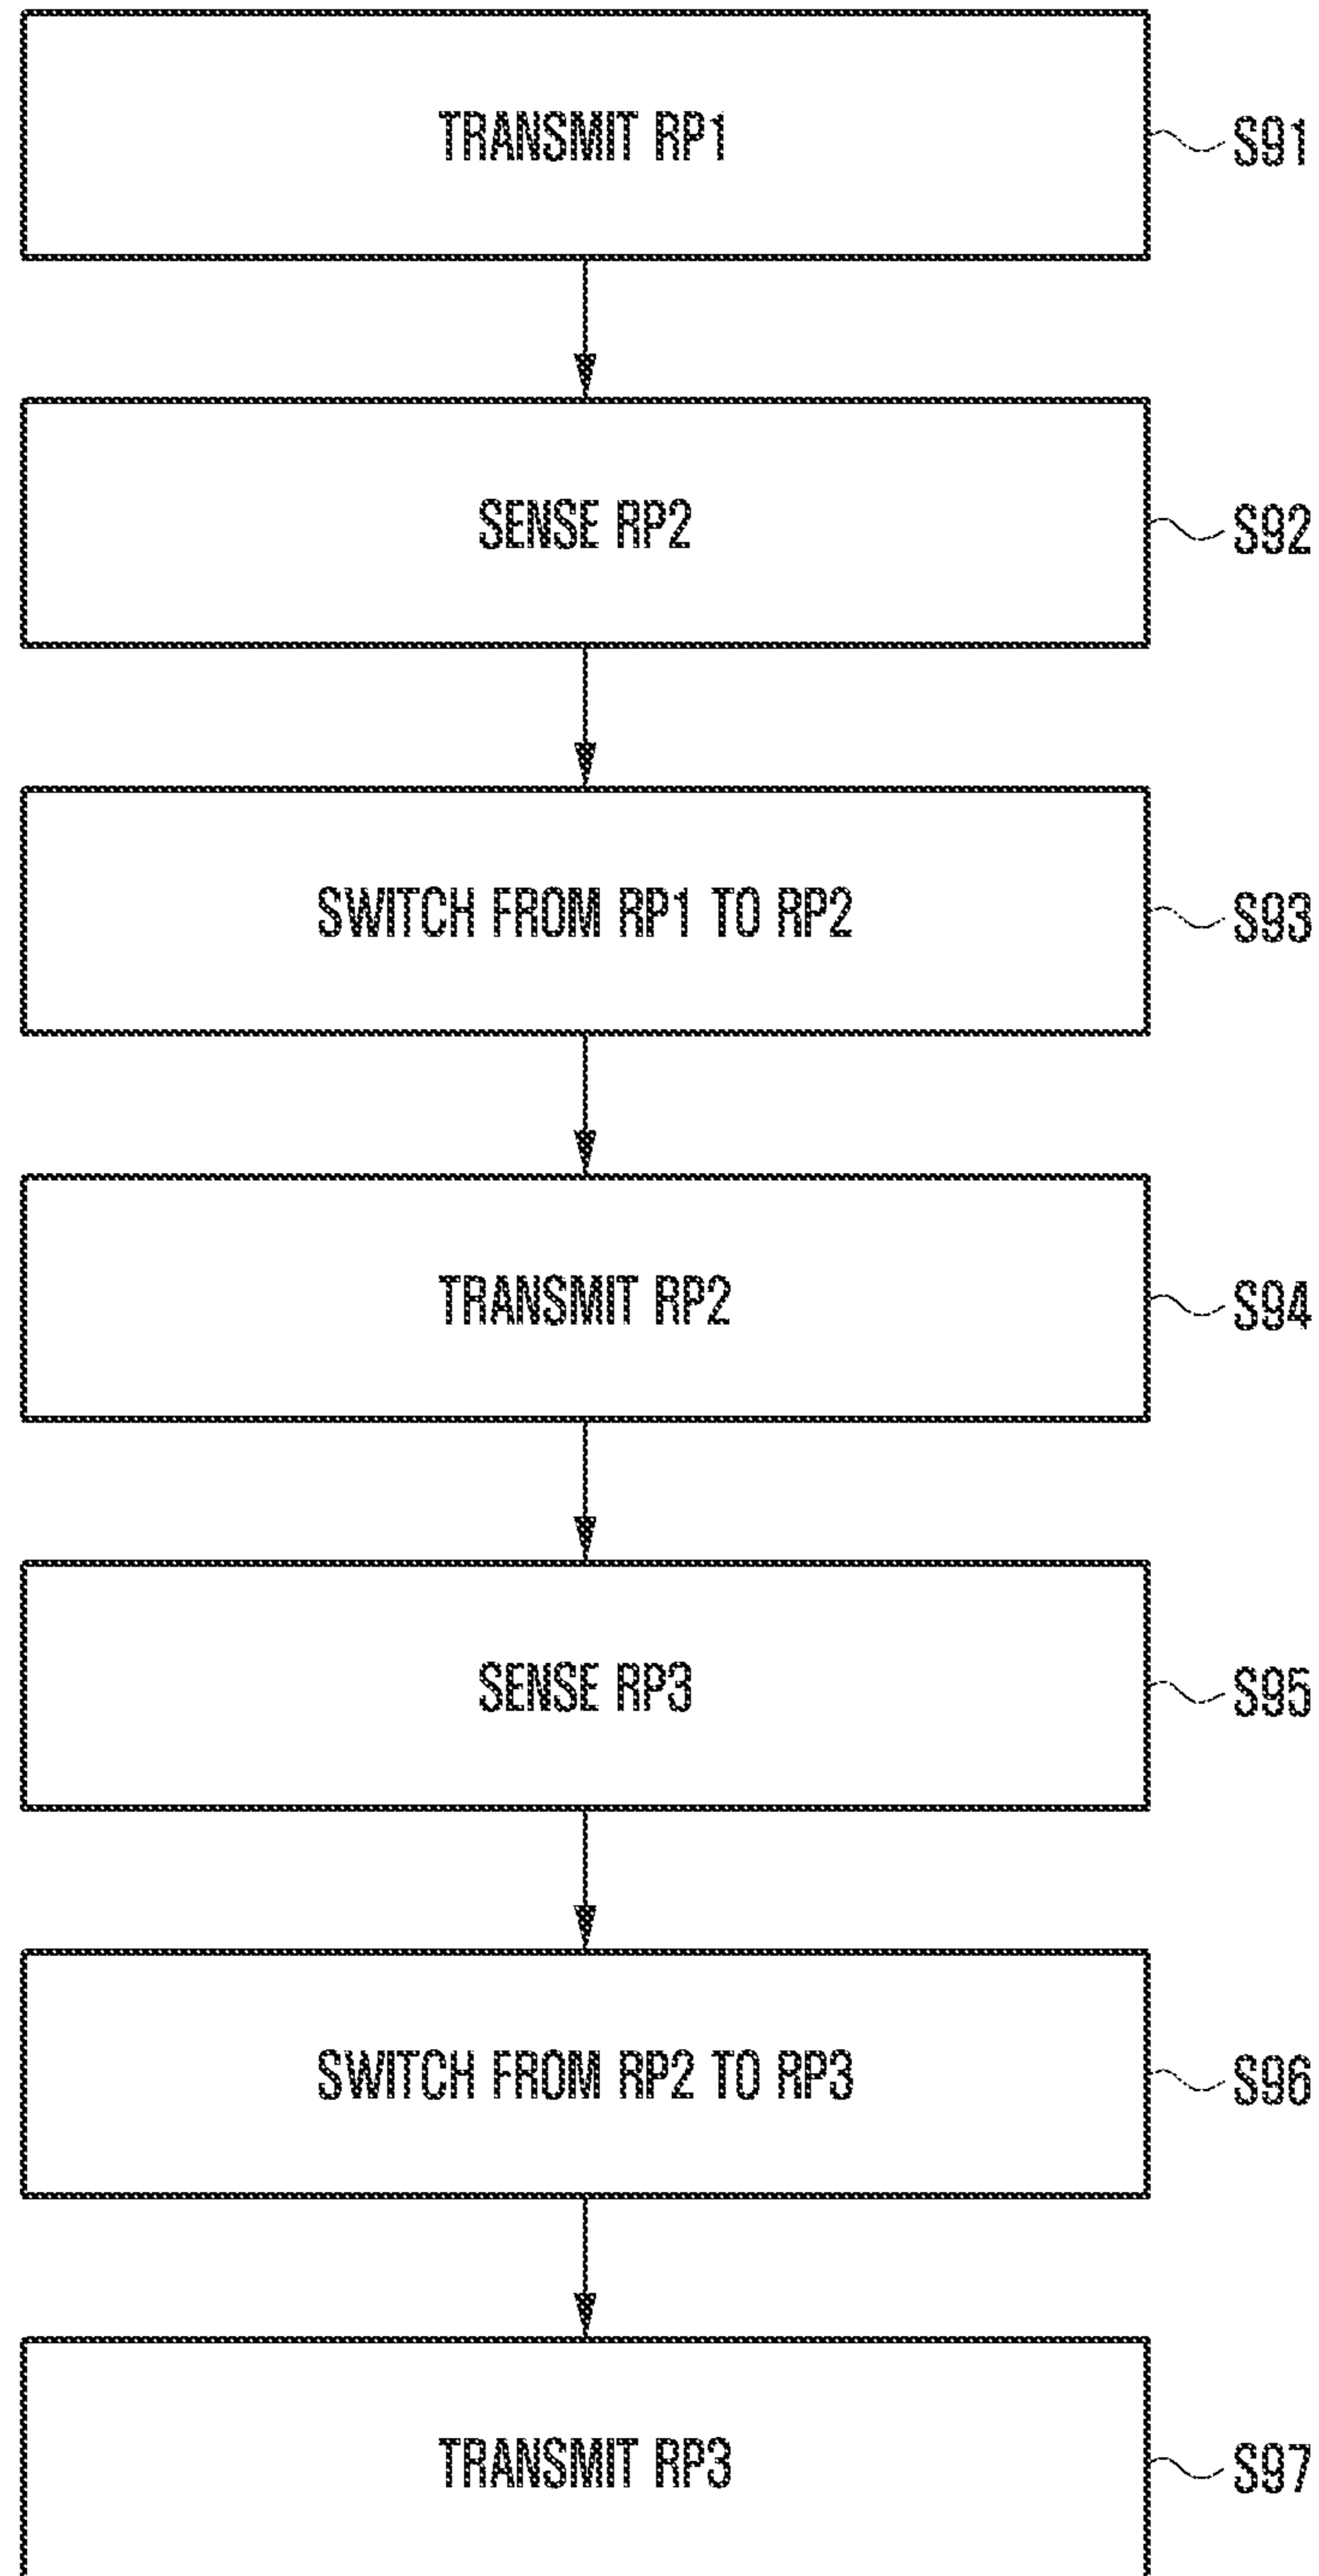 TRANSMIT RP1
S91
SENSE RP2
S92
SWITCH FROM RP1 TO RP2
S93
TRANSMIT RP2
S94
SENSE RP3
S95
SWITCH FROM RP2 TO RP3
S96
TRANSMIT RP3
S97